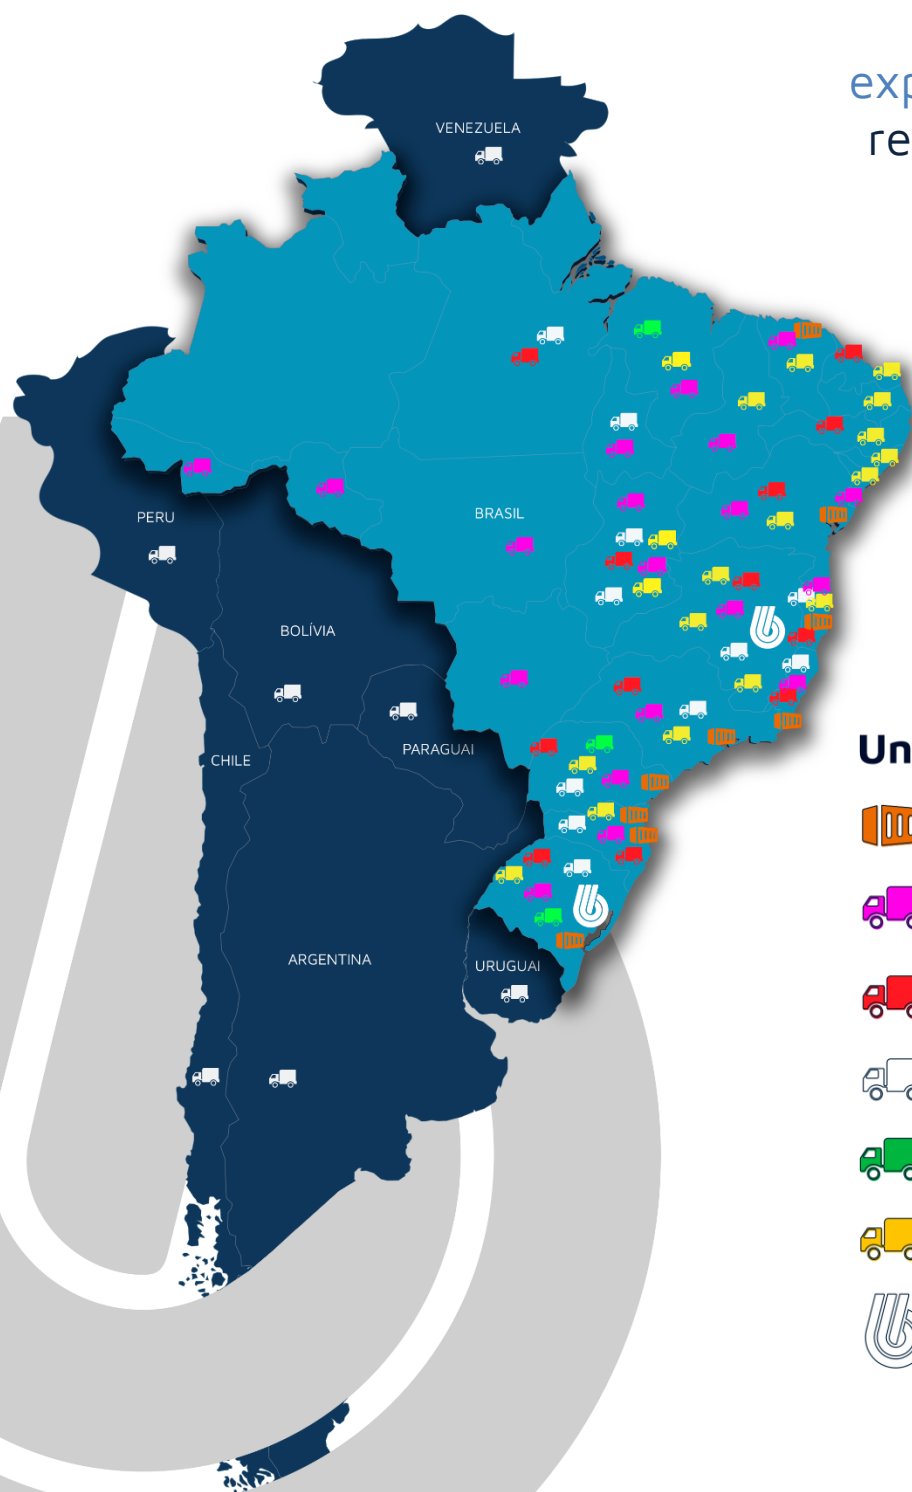 exp
re
VENEZUELA
BRASIL
PERU
BOLÍVIA
PARAGUAI
CHILE
Un
ARGENTINA
URUGUAI